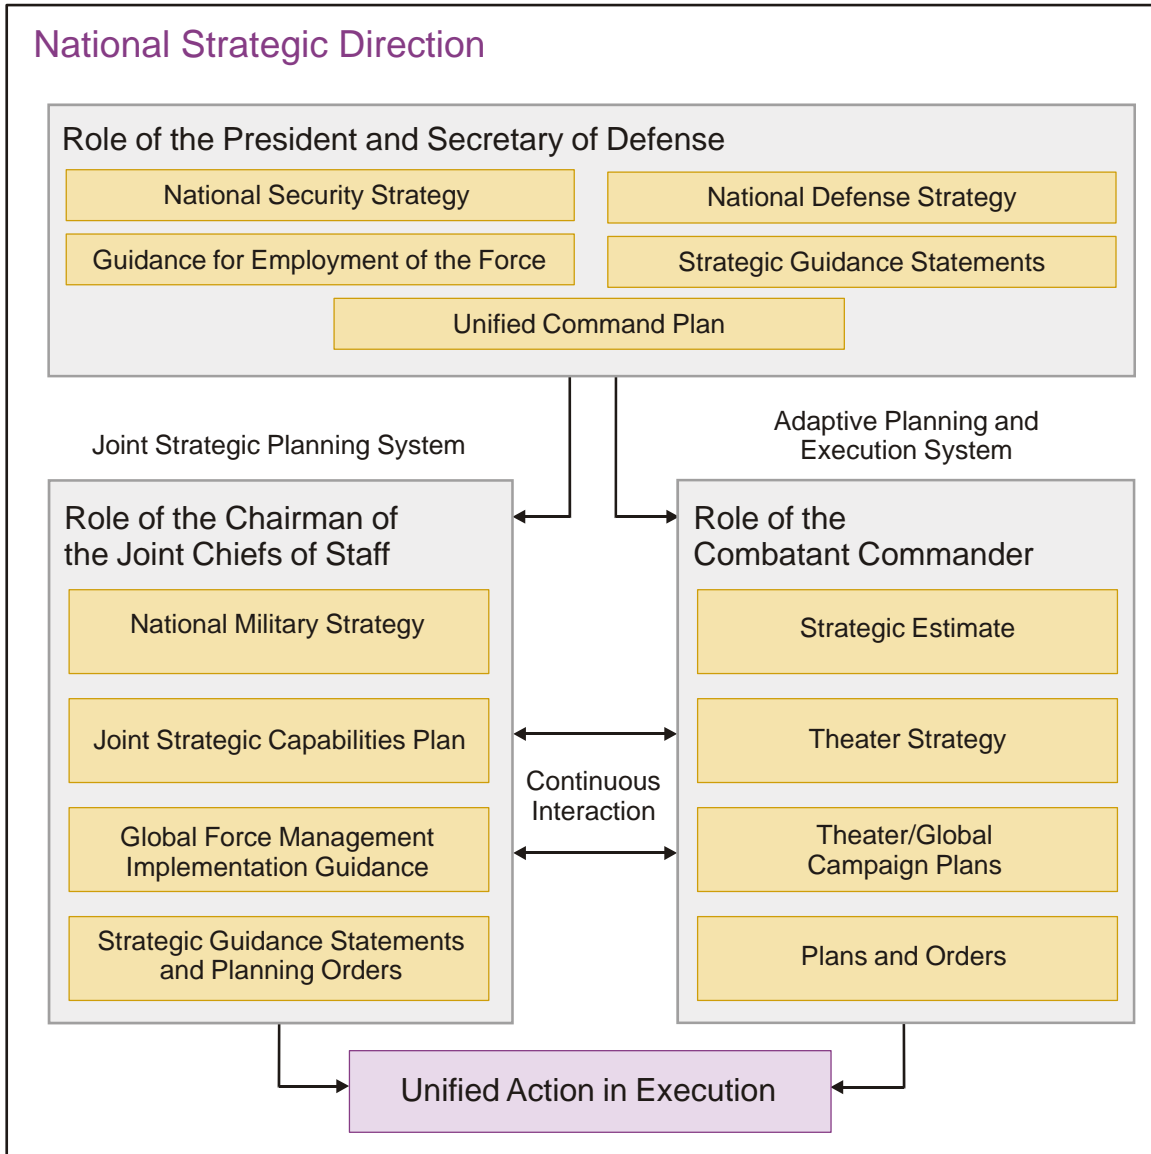 National Strategic Direction
Role of the President and Secretary of Defense
National Security Strategy
National Defense Strategy
Guidance for Employment of the Force
Strategic Guidance Statements
Unified Command Plan
Joint Strategic Planning System
Adaptive Planning and
Execution System
Role of the Chairman of
the Joint Chiefs of Staff
National Military Strategy
Joint Strategic Capabilities Plan
Global Force Management
Implementation Guidance
Strategic Guidance Statements
and Planning Orders
Continuous
Interaction
Role of the
Combatant Commander
Strategic Estimate
Theater Strategy
Theater/Global
Campaign Plans
Plans and Orders
Unified Action in Execution